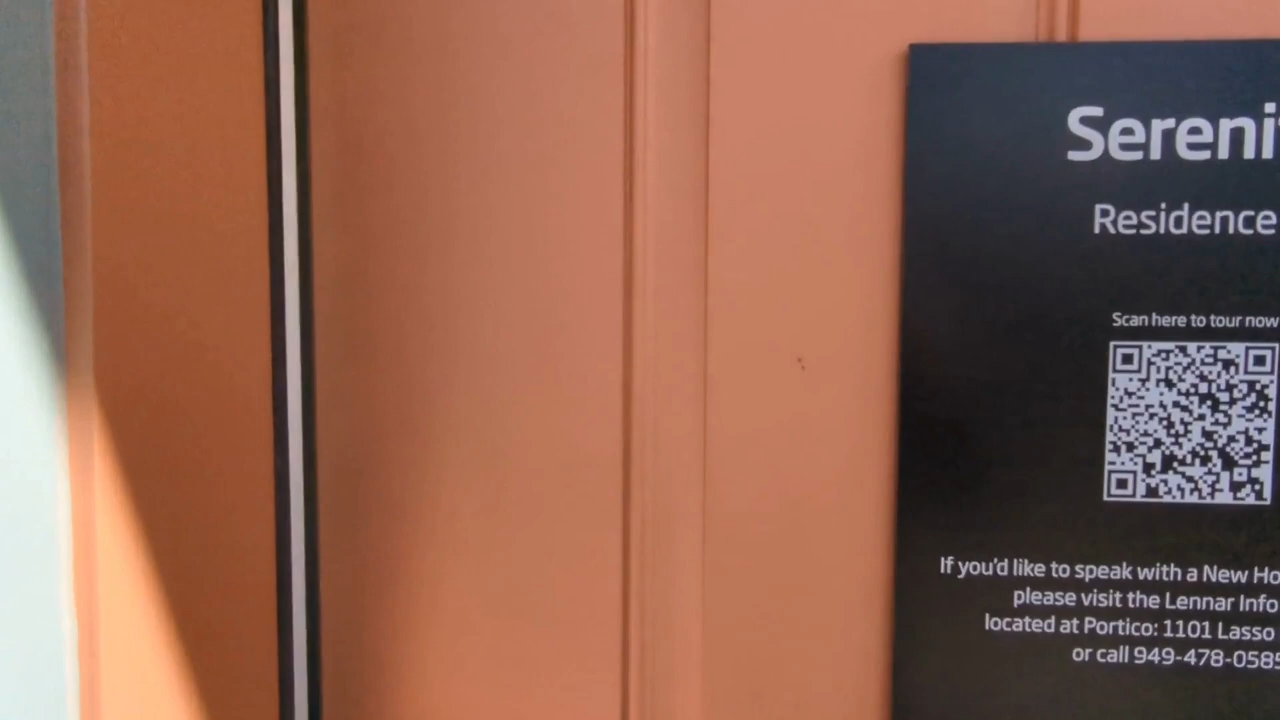 Sereni
Residence
Scan here to tour now
If you'd like to speak with a New Ho
please visit the Lennar Info
located at Portico: 1101 Lasso
or call 949-478-0585